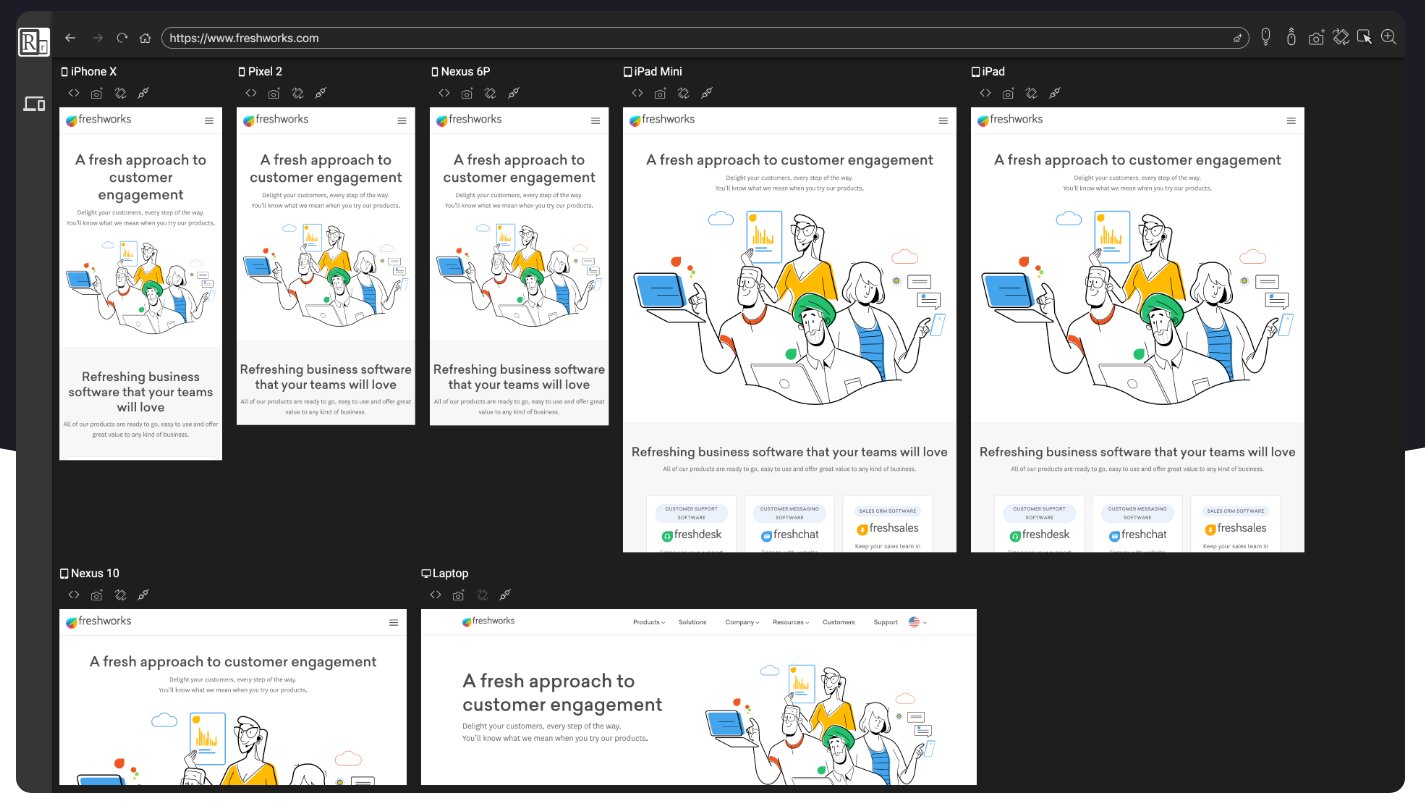 Rr
https://www.freshworks.com
iPhone X
freshworks
A fresh approach to
customer
engagement
Delight your customers, every step of the way.
You'll know what we mean when you try our products.
Refreshing business
software that your teams
will love
All of our products are ready to go, easy to use and offer
great value to any kind of business.
Pixel 2
freshworks
A fresh approach to
customer engagement
Delight your customers, every step of the way.
You'll know what we mean when you try our products.
Refreshing business software
that your teams will love
All of our products are ready to go, easy to use and offer great
value to any kind of business.
Nexus 6P
freshworks
A fresh approach to
customer engagement
Delight your customers, every step of the way.
You'll know what we mean when you try our products.
Refreshing business software
that your teams will love
All of our products are ready to go, easy to use and offer great
value to any kind of business.
iPad Mini
freshworks
A fresh approach to customer engagement
Delight your customers, every step of the way.
You'll know what we mean when you try our products.
Refreshing business software that your teams will love
All of our products are ready to go, easy to use and offer great value to any kind of business.
CUSTOMER SUPPORT
SOFTWARE
freshdesk
CUSTOMER MESSAGING
SOFTWARE
freshchat
SALES CRM SOFTWARE
freshsales
Keep your sales team in
iPad
freshworks
A fresh approach to customer engagement
Delight your customers, every step of the way.
You'll know what we mean when you try our products.
Refreshing business software that your teams will love
All of our products are ready to go, easy to use and offer great value to any kind of business.
CUSTOMER SUPPORT
SOFTWARE
freshdesk
CUSTOMER MESSAGING
SOFTWARE
freshchat
SALES CRM SOFTWARE
freshsales
Keep your sales team in
Nexus 10
freshworks
A fresh approach to customer engagement
Delight your customers, every step of the way.
You'll know what we mean when you try our products.
Laptop
freshworks
Products Solutions Company Resources Customers Support
A fresh approach to
customer engagement
Delight your customers, every step of the way.
You'll know what we mean when you try our products.